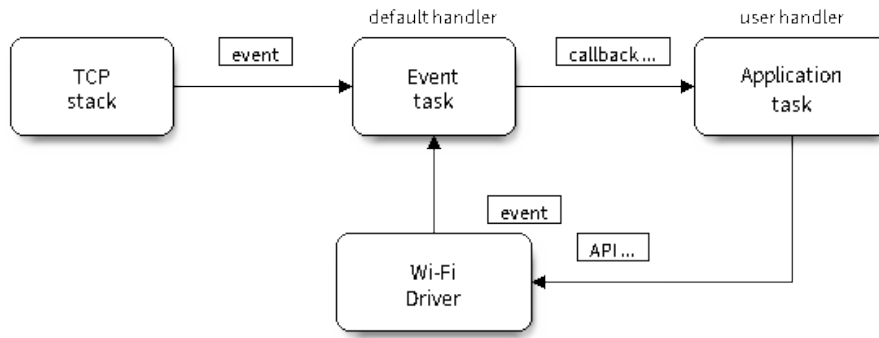 default handler
user handler
event
callback ...
TCP
stack
Event
task
Application
task
event
API ...
Wi-Fi
Driver